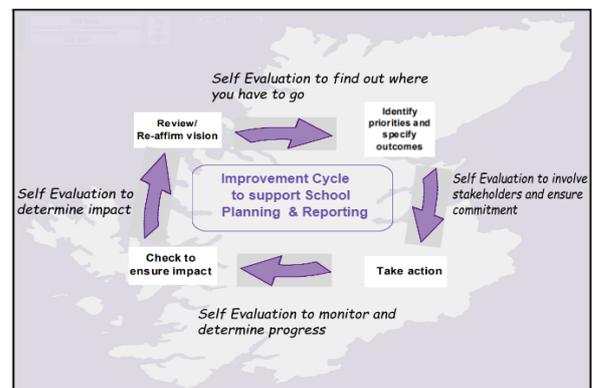 Self Evaluation to find out where
you have to go
Review/
Re-affirm vision
Identify
priorities and
specify
outcomes
Improvement Cycle
to support School
Planning & Reporting
Self Evaluation to involve
stakeholders and ensure
commitment
Self Evaluation to
determine impact
Check to
ensure impact
Take action
Self Evaluation to monitor and
determine progress